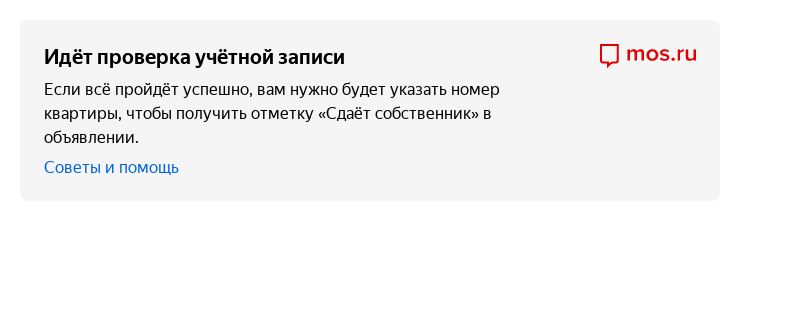 Идёт проверка учётной записи
mos.ru
Если всё пройдёт успешно, вам нужно будет указать номер
квартиры, чтобы получить отметку «Сдаёт собственник» в
объявлении.
Советы и помощь